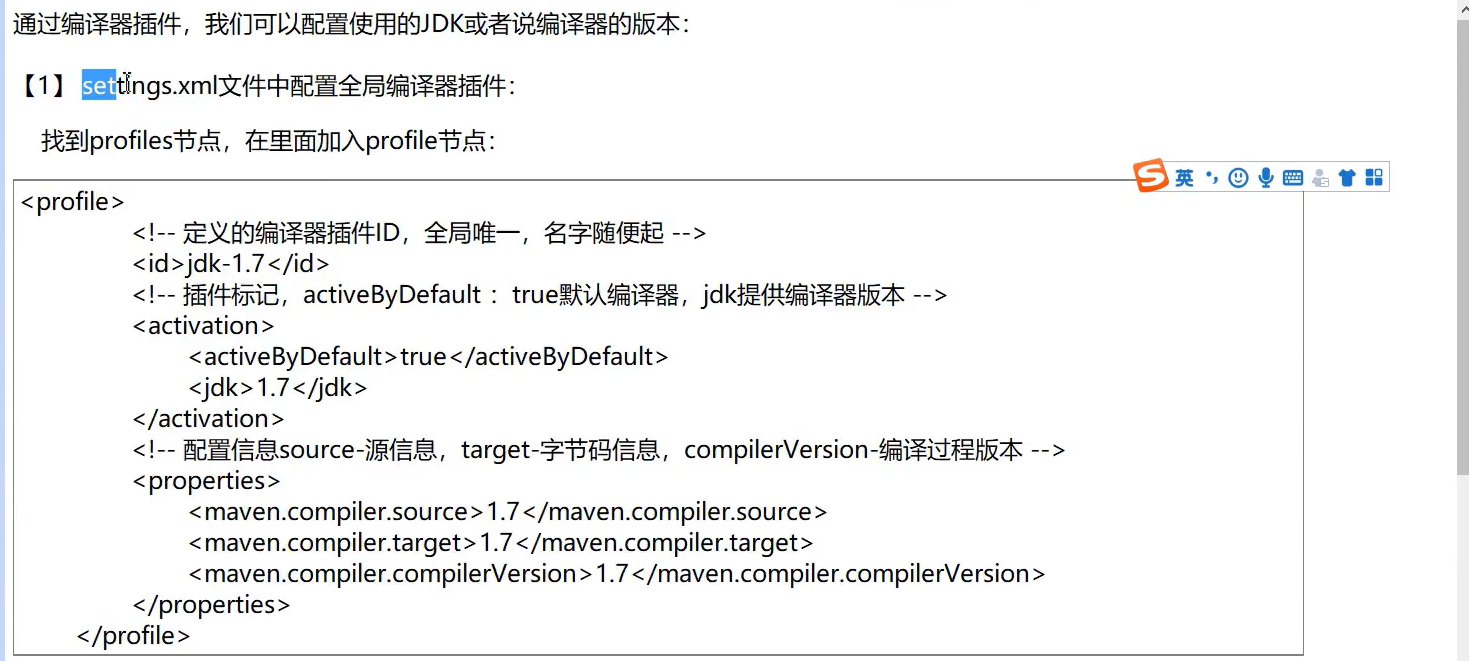 通过编译器插件，我们可以配置使用的JDK或者说编译器的版本：
【1】 settings.xml文件中配置全局编译器插件：
找到profiles节点，在里面加入profile节点：
英
<profile>
<!-- 定义的编译器插件ID，全局唯一，名字随便起 -->
<id>jdk-1.7</id>
<!-- 插件标记，activeByDefault ：true默认编译器，jdk提供编译器版本 -->
<activation>
<activeByDefault>true</activeByDefault>
<jdk>1.7</jdk>
</activation>
<!-- 配置信息source-源信息，target-字节码信息，compilerVersion-编译过程版本 -->
<properties>
<maven.compiler.source>1.7</maven.compiler.source>
<maven.compiler.target>1.7</maven.compiler.target>
<maven.compiler.compilerVersion>1.7</maven.compiler.compilerVersion>
</properties>
</profile>